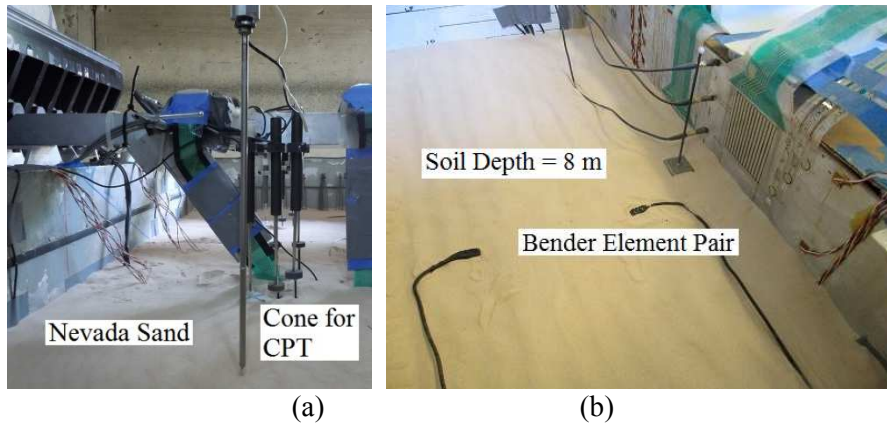 Nevada Sand
Cone for
CPT
Soil Depth = 8 m
Bender Element Pair
(a)
(b)